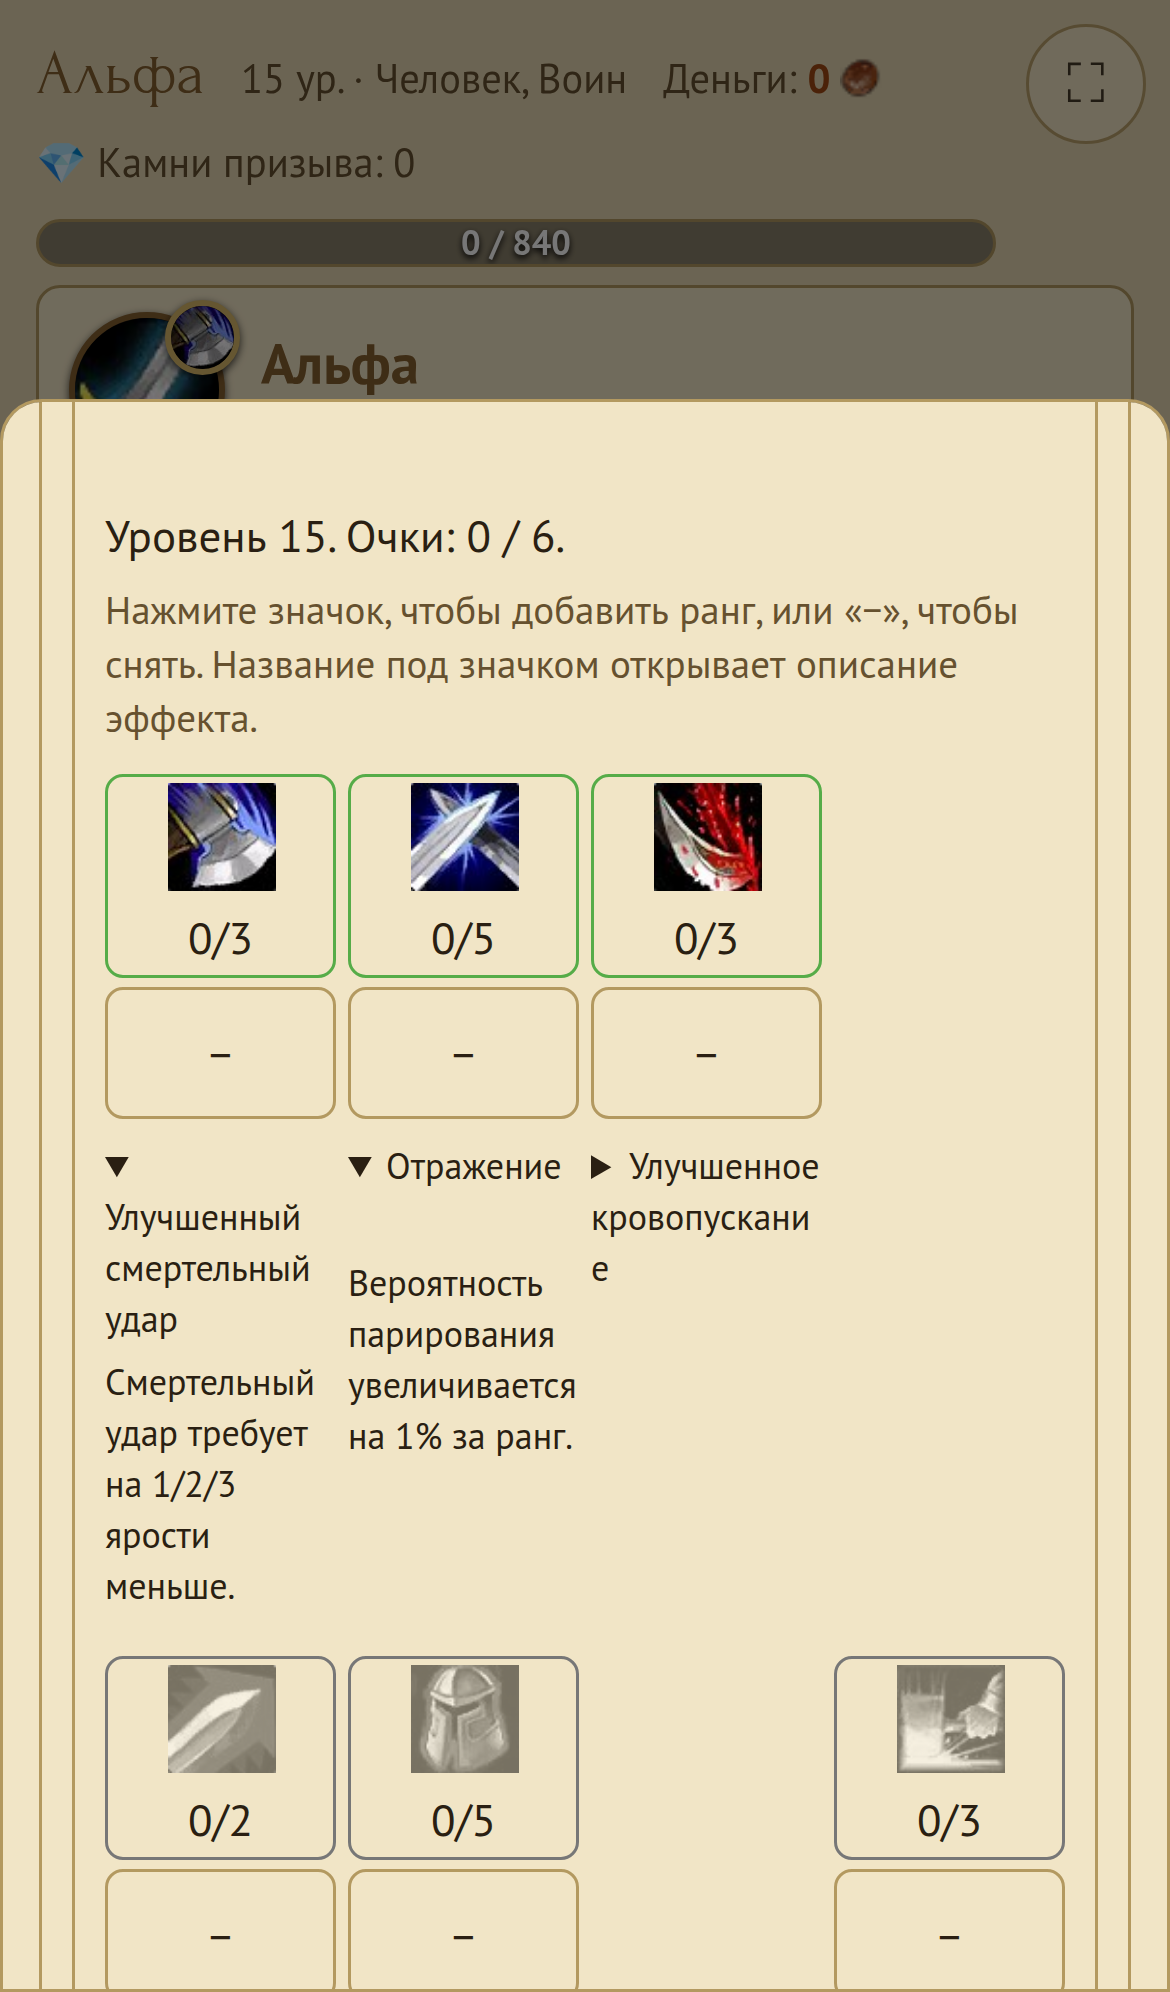 Альфа 15 ур. · Человек, Воин Деньги: 0
Камни призыва: 0
0 / 840
Альфа
Уровень 15. Очки: 0 / 6.
Нажмите значок, чтобы добавить ранг, или «−», чтобы
снять. Название под значком открывает описание
эффекта.
0/3 0/5 0/3
− − −
Улучшенный
смертельный
удар
Смертельный
удар требует
на 1/2/3
ярости
меньше.
Отражение
Вероятность
парирования
увеличивается
на 1% за ранг.
Улучшенное
кровопускани
е
0/2 0/5 0/3
− − −